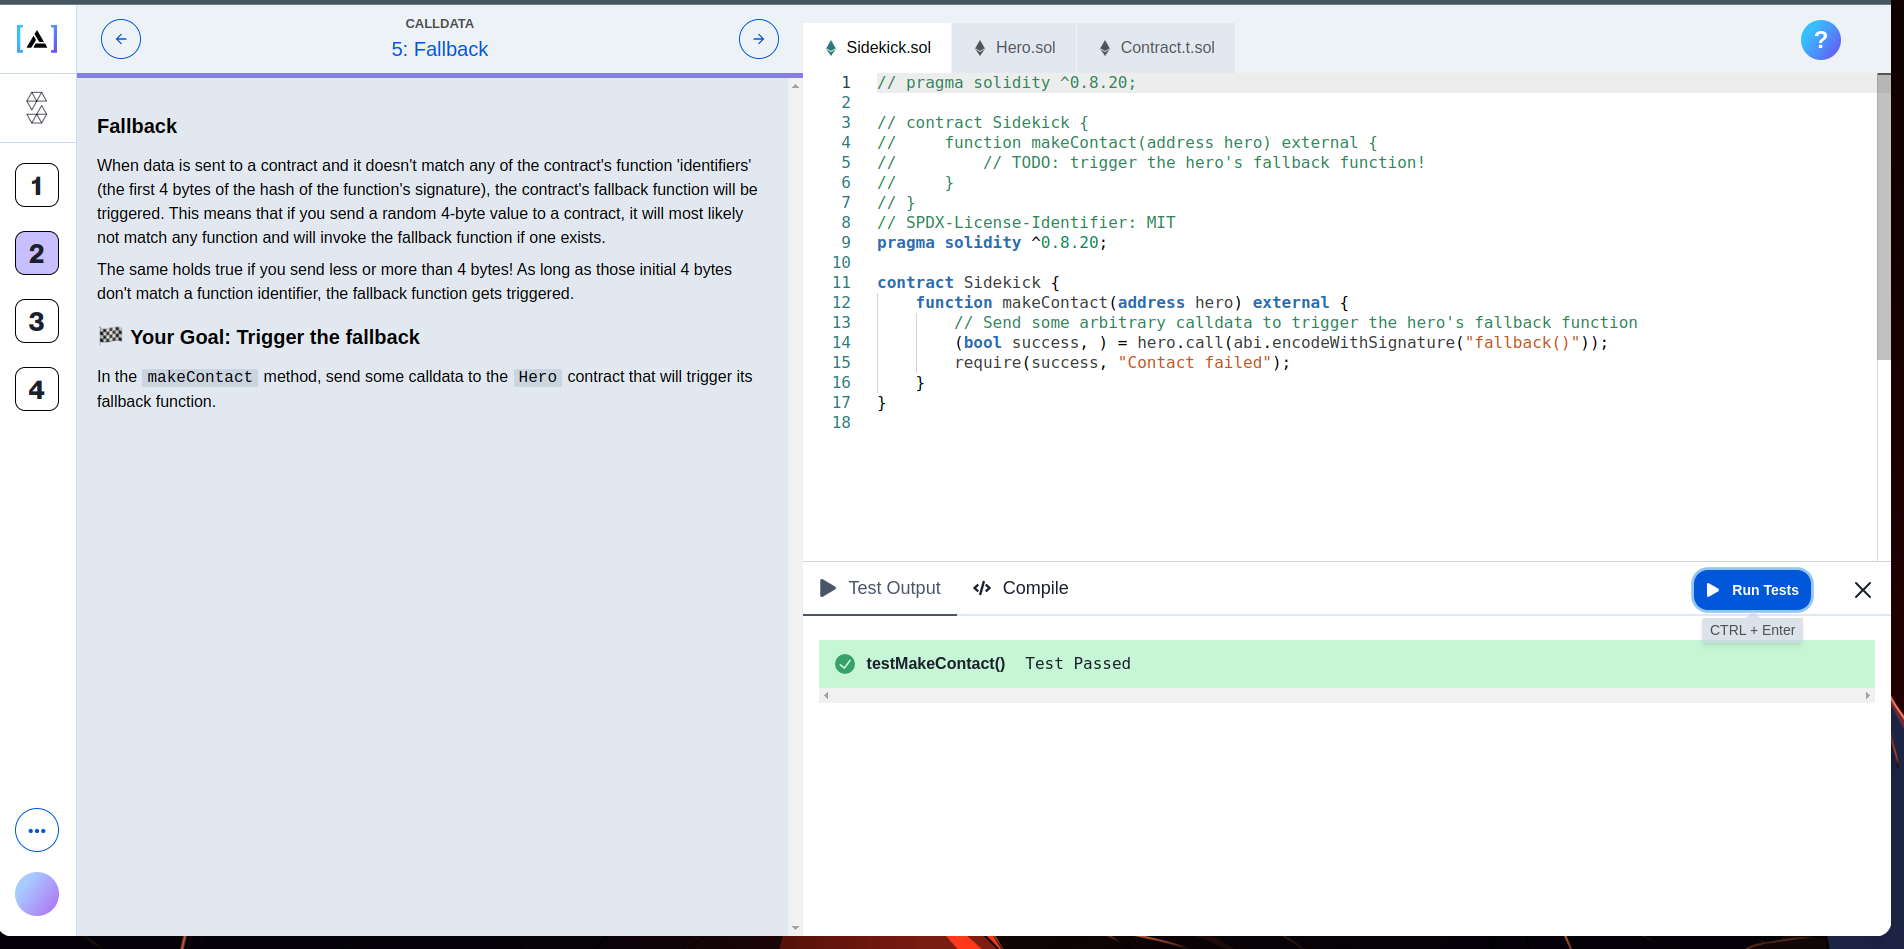 [A]
CALLDATA
5: Fallback
Sidekick.sol
Hero.sol
Contract.t.sol
?
1
2
3
4
Fallback
When data is sent to a contract and it doesn't match any of the contract's function 'identifiers'
(the first 4 bytes of the hash of the function's signature), the contract's fallback function will be
triggered. This means that if you send a random 4-byte value to a contract, it will most likely
not match any function and will invoke the fallback function if one exists.
The same holds true if you send less or more than 4 bytes! As long as those initial 4 bytes
don't match a function identifier, the fallback function gets triggered.
🏁 Your Goal: Trigger the fallback
In the makeContact method, send some calldata to the Hero contract that will trigger its
fallback function.
1 // pragma solidity ^0.8.20;
2
3 // contract Sidekick {
4 //     function makeContact(address hero) external {
5 //         // TODO: trigger the hero's fallback function!
6 //     }
7 // }
8 // SPDX-License-Identifier: MIT
9 pragma solidity ^0.8.20;
10
11 contract Sidekick {
12     function makeContact(address hero) external {
13         // Send some arbitrary calldata to trigger the hero's fallback function
14         (bool success, ) = hero.call(abi.encodeWithSignature("fallback()"));
15         require(success, "Contact failed");
16     }
17 }
18
Test Output
Compile
Run Tests
CTRL + Enter
testMakeContact() Test Passed